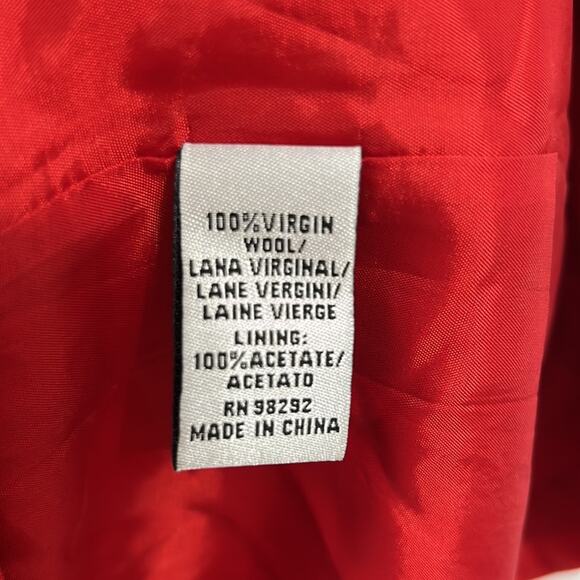 100% VIRGIN
WOOL/
LANA VIRGINAL/
LANE VERGINI/
LAINE VIERGE
LINING:
100% ACETATE/
ACETATO
RN 98292
MADE IN CHINA